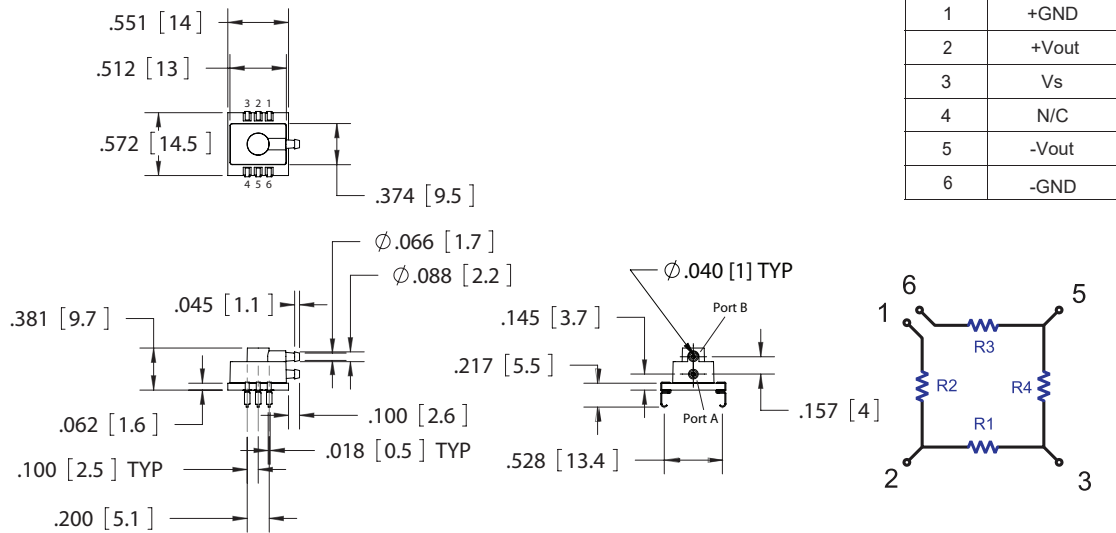 .551 [14]
.512 [13]
3 2 1
.572 [14.5]
4 5 6
.374 [9.5]
1 +GND
2 +Vout
3 Vs
4 N/C
5 -Vout
6 -GND
Ø.066 [1.7]
Ø.088 [2.2]
.045 [1.1]
.381 [9.7]
.062 [1.6]
.100 [2.6]
.018 [0.5] TYP
.100 [2.5] TYP
.200 [5.1]
Ø.040 [1] TYP
Port B
.145 [3.7]
.217 [5.5]
Port A
.157 [4]
.528 [13.4]
6
5
1
R3
R2
R4
R1
2
3